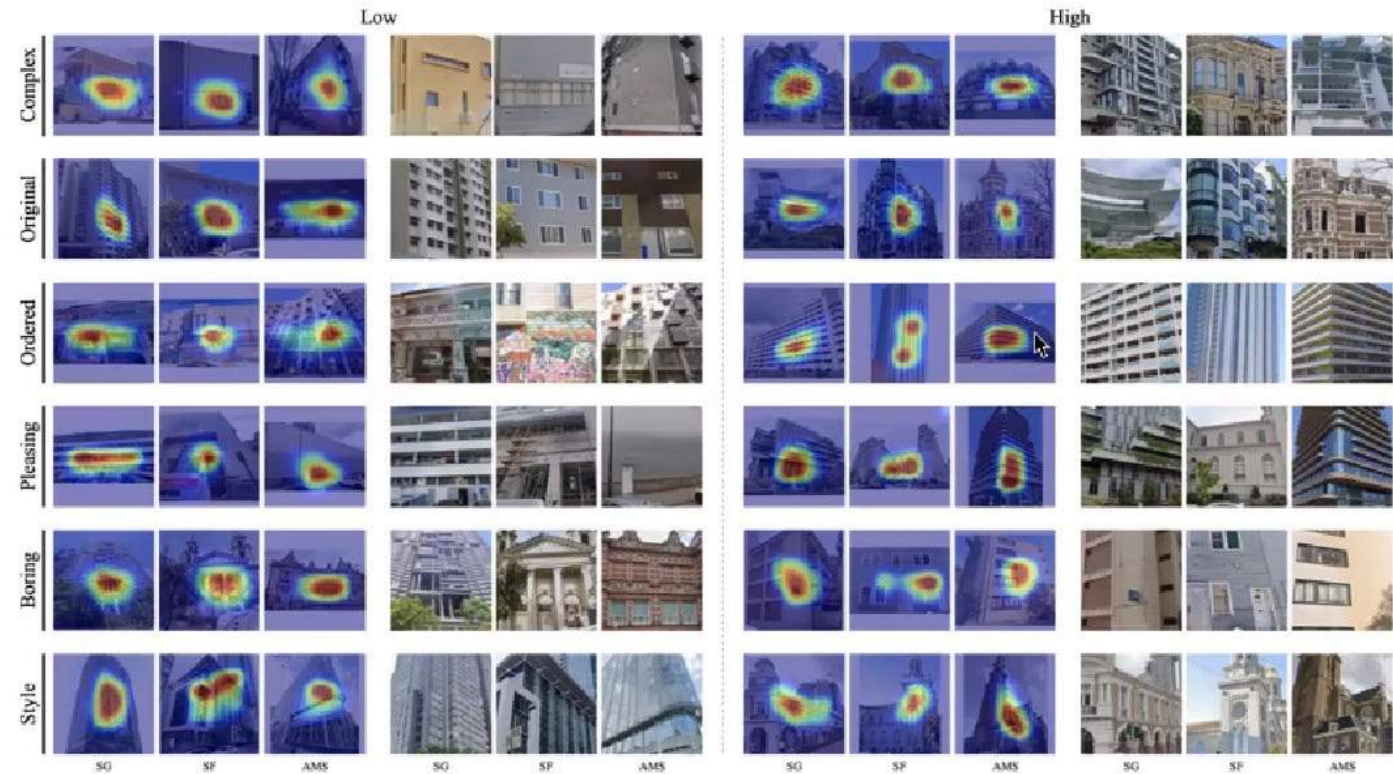 Low High
Complex
Original
Ordered
Pleasing
Boring
Style
SG SF AMS SG SF AMS SG SF AMS SG SF AMS